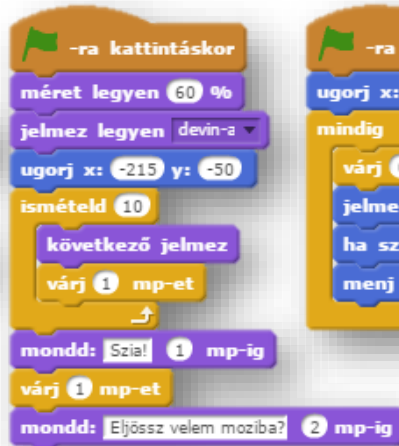 -ra kattintáskor
méret legyen 60 %
jelmez legyen devin-a
ugorj x: -215 y: -50
ismételd 10
következő jelmez
várj 1 mp-et
mondd: Szia! 1 mp-ig
várj 1 mp-et
mondd: Eljössz velem moziba? 2 mp-ig
-ra
ugorj x:
mindig
várj
ha
menj